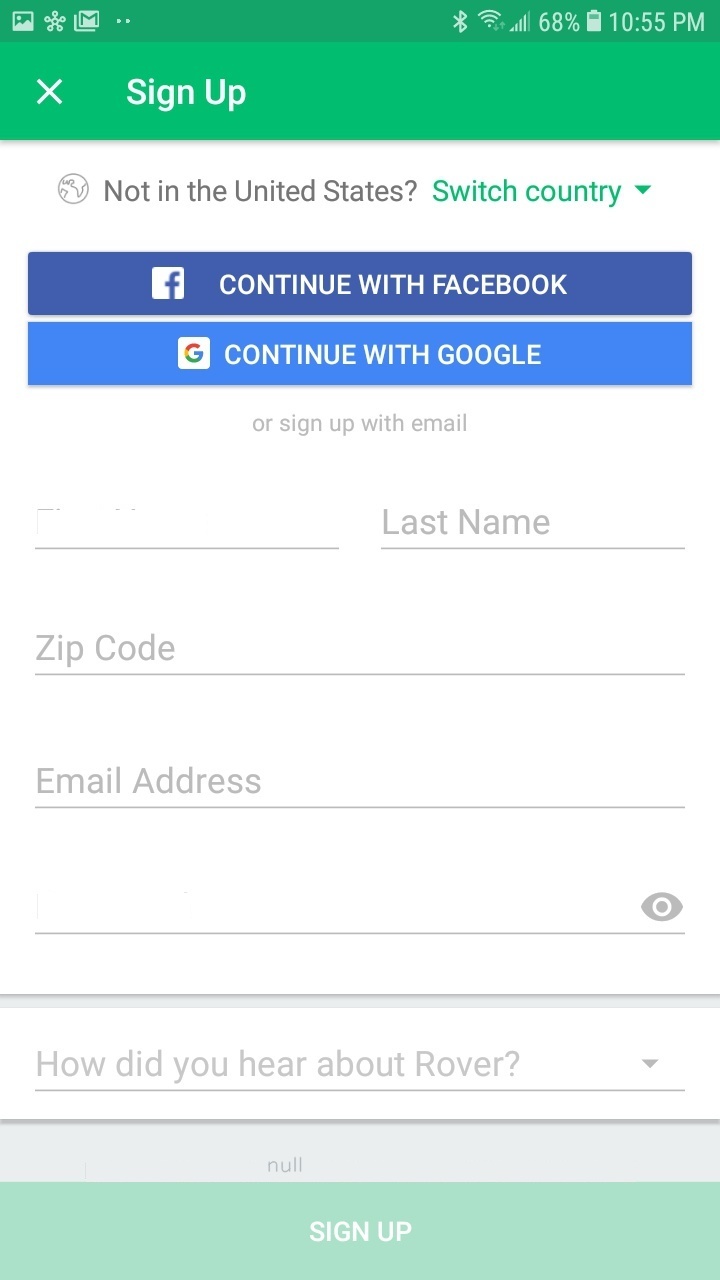 68% 10:55 PM
Sign Up
Not in the United States? Switch country
CONTINUE WITH FACEBOOK
CONTINUE WITH GOOGLE
or sign up with email
Last Name
Zip Code
Email Address
How did you hear about Rover?
null
SIGN UP